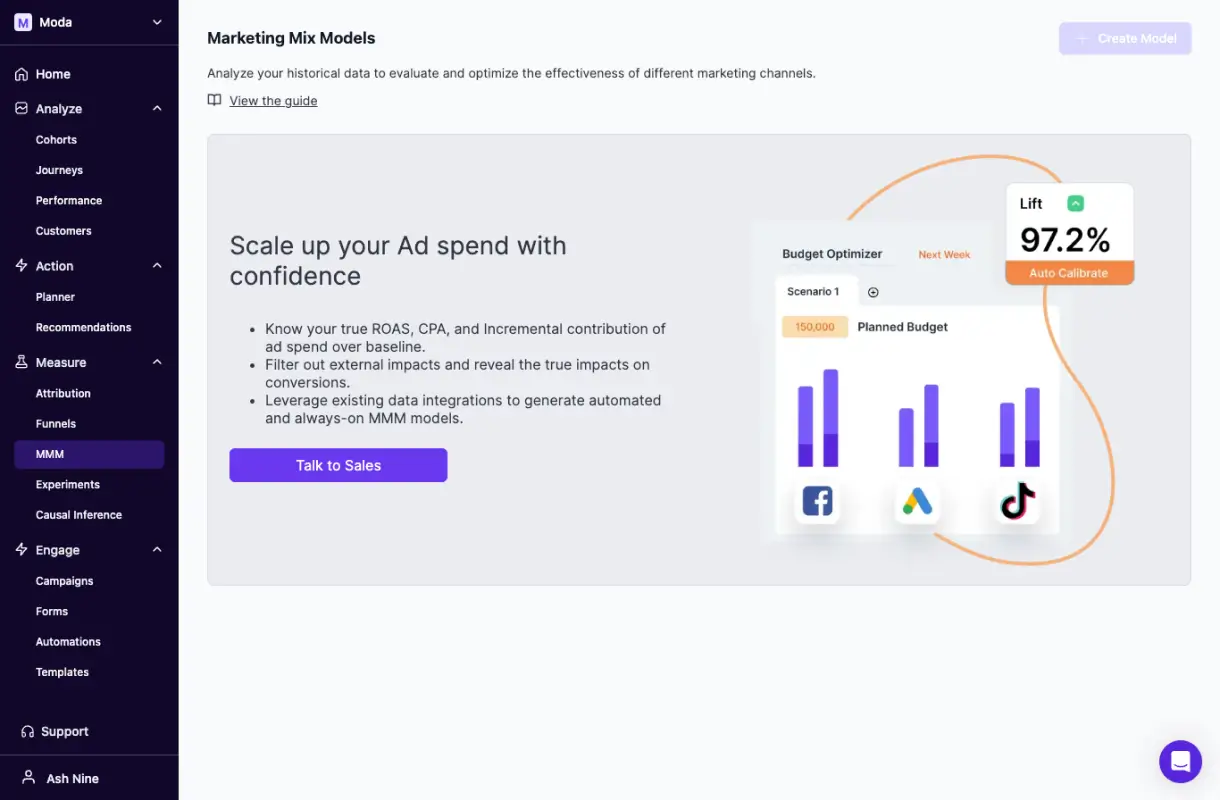 M Moda
Home
Analyze
Cohorts
Journeys
Performance
Customers
Action
Planner
Recommendations
Measure
Attribution
Funnels
MMM
Experiments
Causal Inference
Engage
Campaigns
Forms
Automations
Templates
Support
Ash Nine
Marketing Mix Models
+ Create Model
Analyze your historical data to evaluate and optimize the effectiveness of different marketing channels.
View the guide
Scale up your Ad spend with
confidence
• Know your true ROAS, CPA, and Incremental contribution of
ad spend over baseline.
• Filter out external impacts and reveal the true impacts on
conversions.
• Leverage existing data integrations to generate automated
and always-on MMM models.
Talk to Sales
Lift
97.2%
Auto Calibrate
Budget Optimizer
Next Week
Scenario 1
150,000 Planned Budget